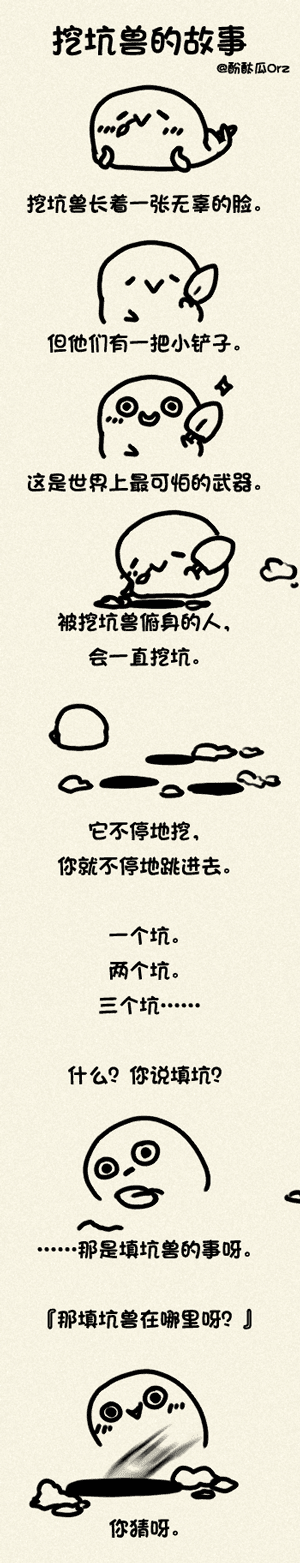 挖坑兽的故事
@酚酞瓜Orz
挖坑兽长着一张无辜的脸。
但他们有一把小铲子。
这是世界上最可怕的武器。
被挖坑兽俯身的人，
会一直挖坑。
它不停地挖，
你就不停地跳进去。
一个坑。
两个坑。
三个坑……
什么？你说填坑？
……那是填坑兽的事呀。
『那填坑兽在哪里呀？』
你猜呀。